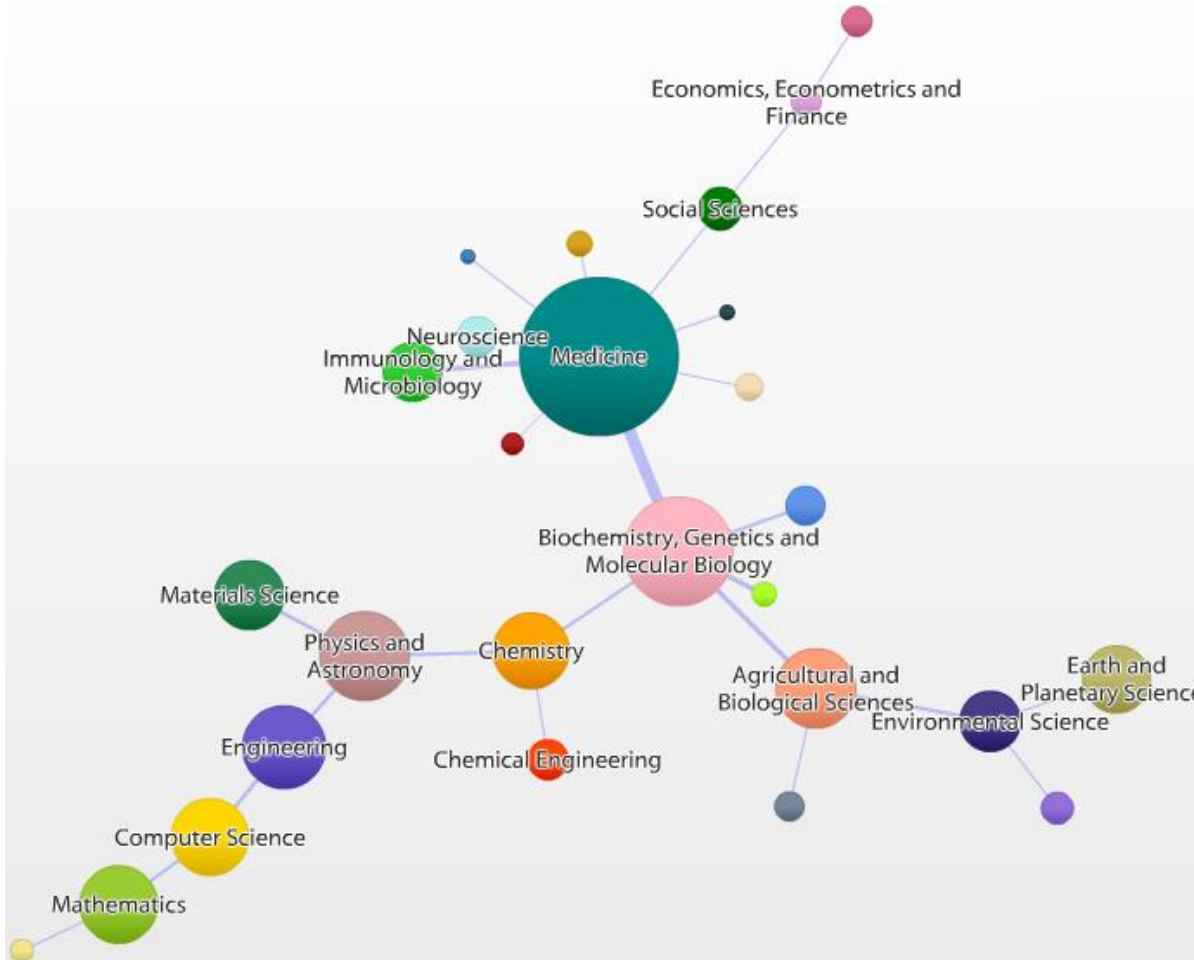 Economics, Econometrics and
Finance
Social Sciences
Neuroscience
Immunology and
Microbiology
Medicine
Biochemistry, Genetics and
Molecular Biology
Materials Science
Physics and
Astronomy
Chemistry
Agricultural and
Biological Sciences
Earth and
Planetary Science
Environmental Science
Engineering
Chemical Engineering
Computer Science
Mathematics